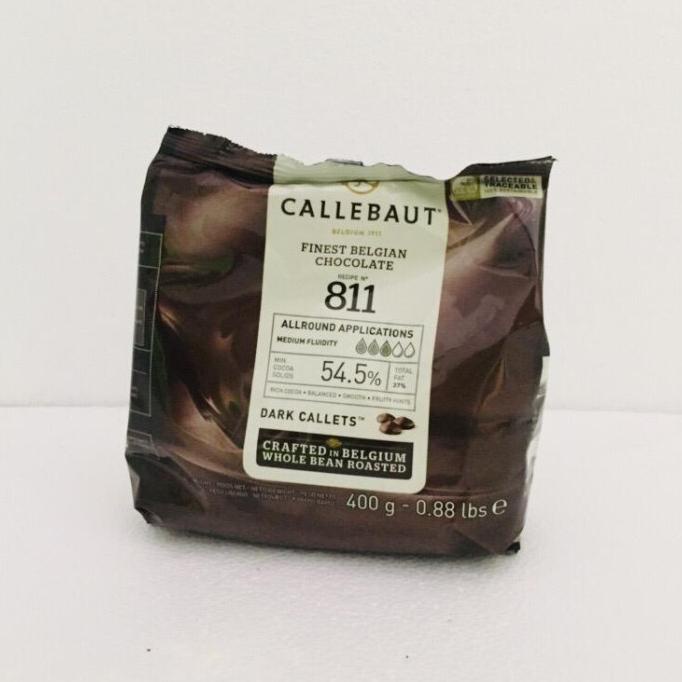 CALLEBAUT
BELGIUM 1911
FINEST BELGIAN
CHOCOLATE
RECIPE N°
811
ALLROUND APPLICATIONS
MEDIUM FLUIDITY
MIN.
COCOA
SOLIDS
54.5%
TOTAL
FAT
37%
RICH COCOA • BALANCED • SMOOTH • FRUITY HINTS
DARK CALLETS™
CRAFTED IN BELGIUM
WHOLE BEAN ROASTED
400 g - 0.88 lbs ℮
SELECTED &
TRACEABLE
100% SUSTAINABLE